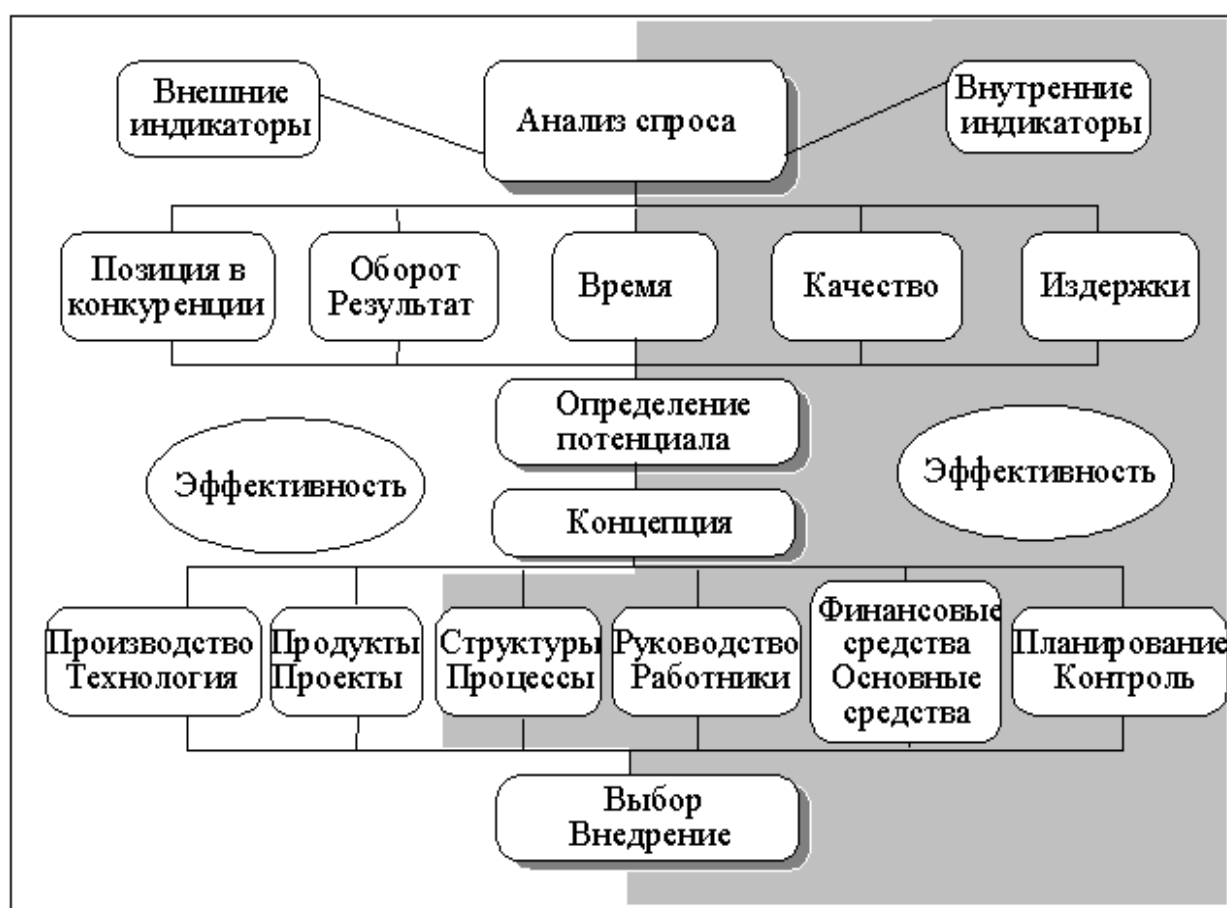 Внешние
индикаторы
Анализ спроса
Внутренние
индикаторы
Позиция в
конкуренции
Оборот
Результат
Время
Качество
Издержки
Определение
потенциала
Эффективность
Эффективность
Концепция
Производство
Технология
Продукты
Проекты
Структуры
Процессы
Руководство
Работники
Финансовые
средства
Основные
средства
Планирование
Контроль
Выбор
Внедрение